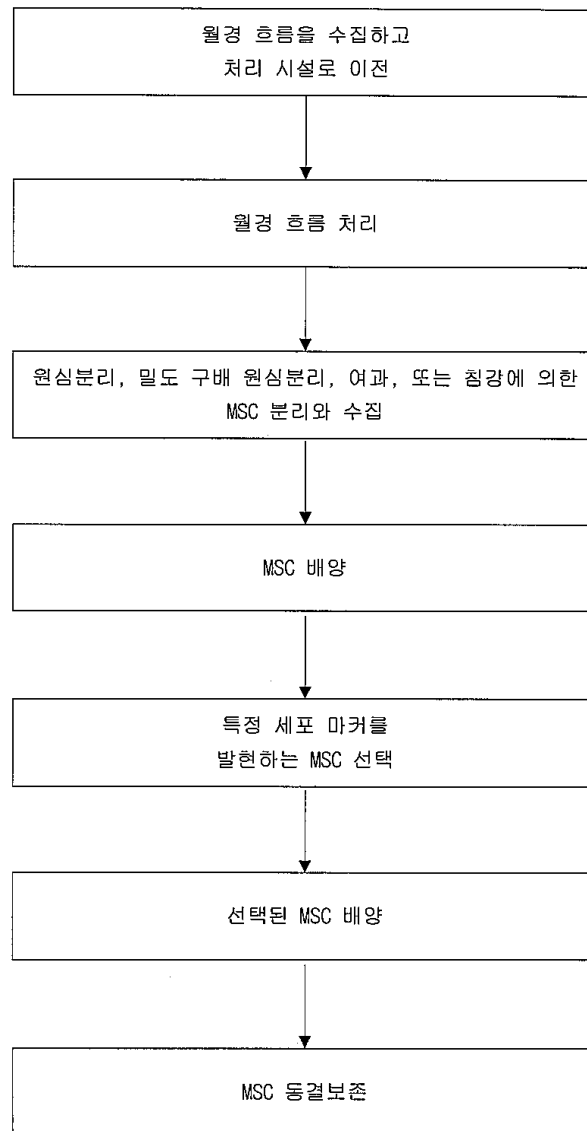 월경 흐름을 수집하고
처리 시설로 이전
월경 흐름 처리
원심분리, 밀도 구배 원심분리, 여과, 또는 침강에 의한
MSC 분리와 수집
MSC 배양
특정 세포 마커를
발현하는 MSC 선택
선택된 MSC 배양
MSC 동결보존